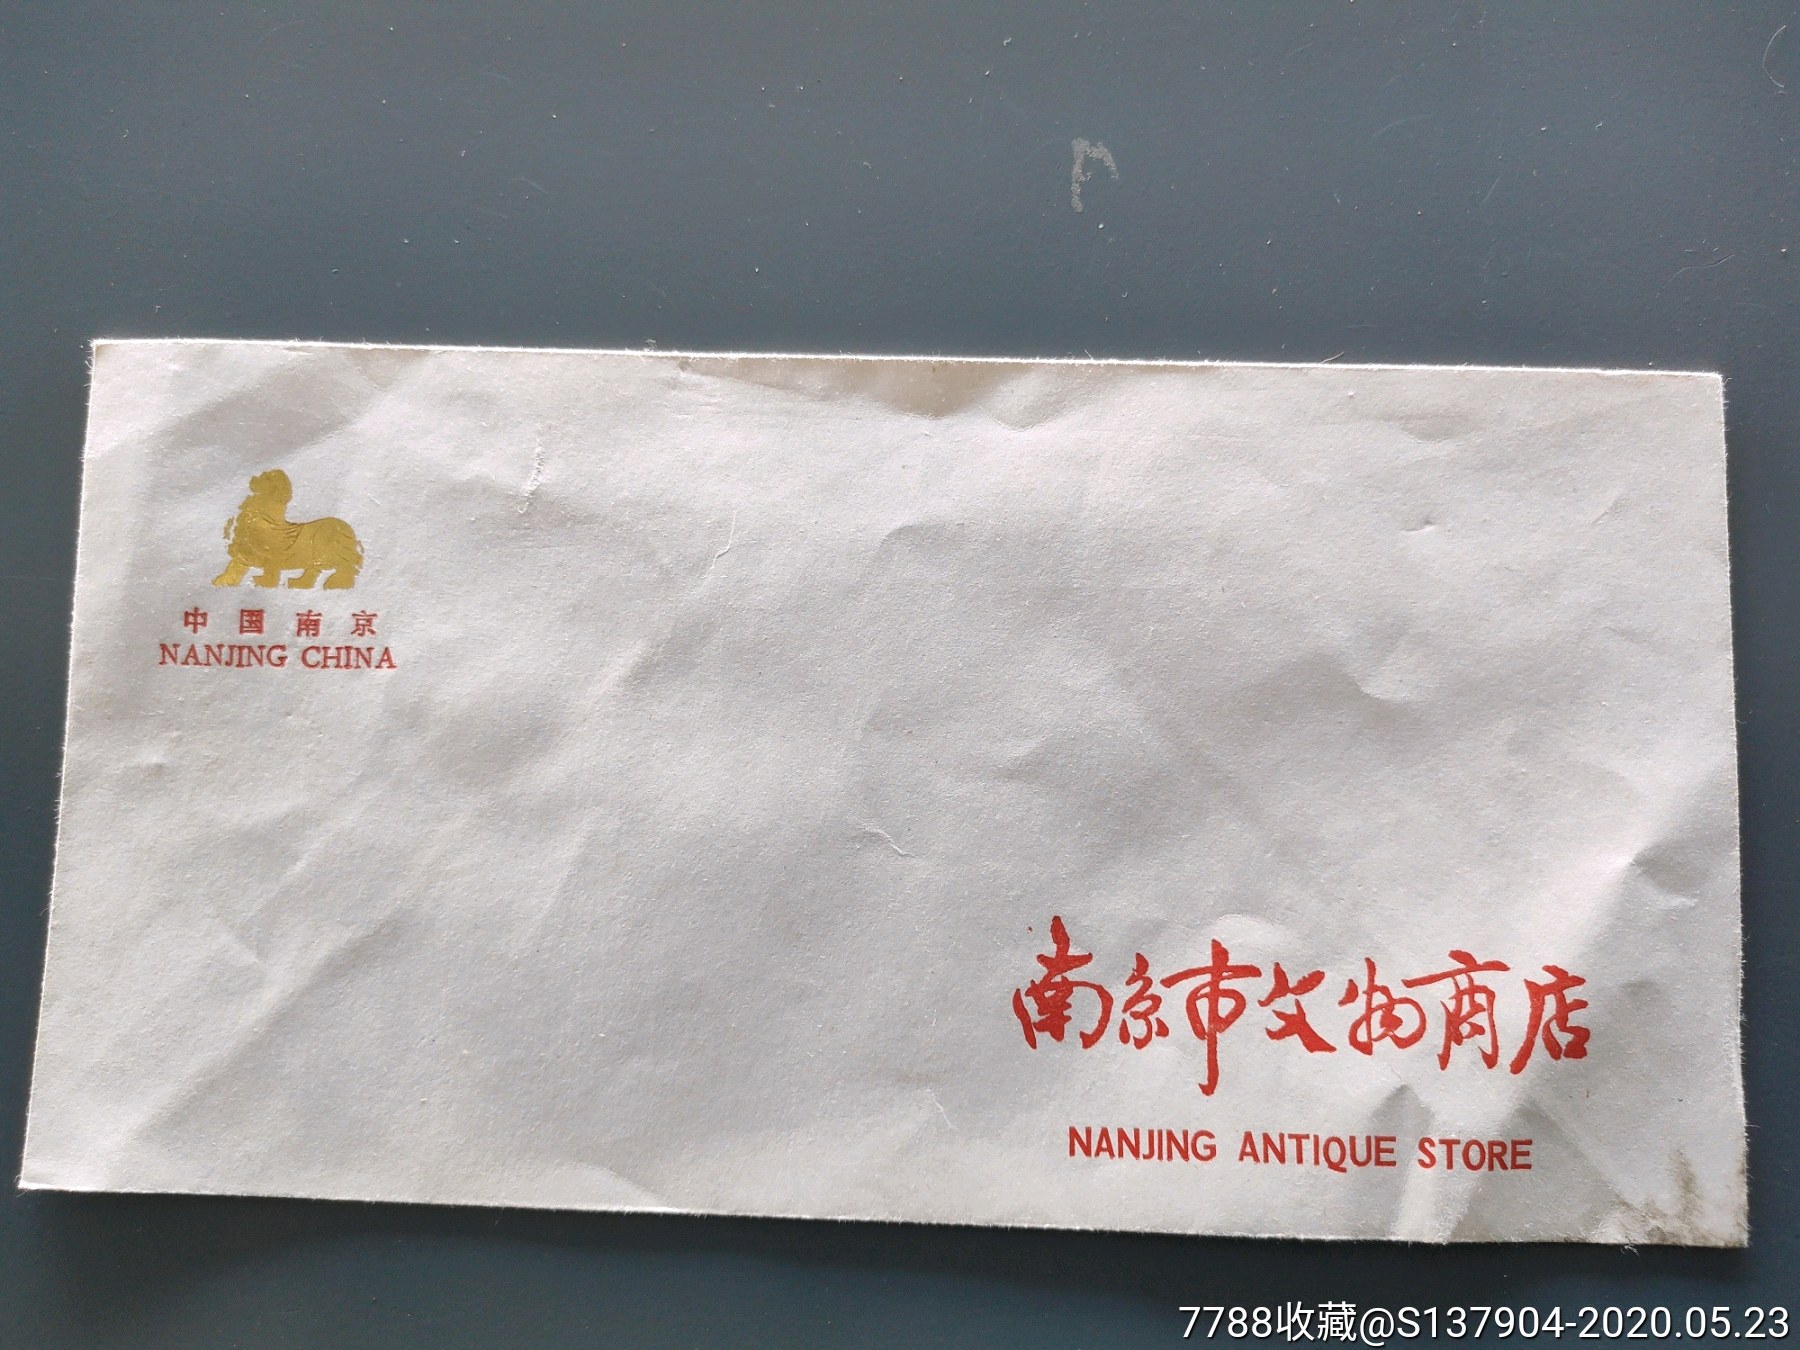 中国南京
NANJING CHINA
南京市文物商店
NANJING ANTIQUE STORE
7788收藏@S137904-2020.05.23